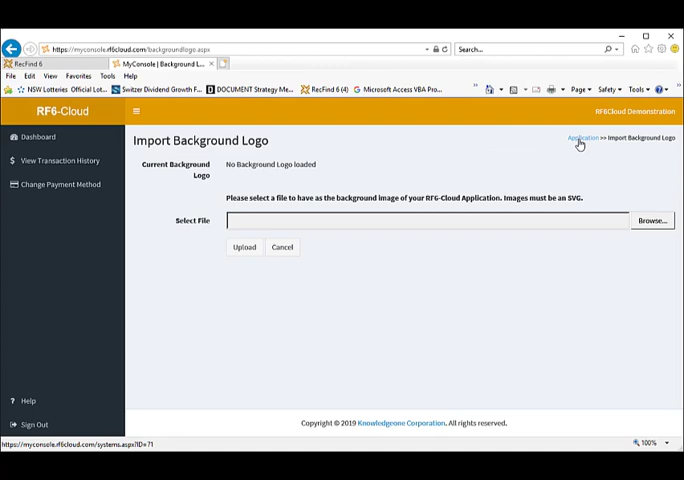 https://myconsole.rf6cloud.com/backgroundlogo.aspx
Search...
RecFind 6
MyConsole | Background L...
File Edit View Favorites Tools Help
NSW Lotteries Official Lot... Switzer Dividend Growth F... DOCUMENT Strategy Me... RecFind 6 (4) Microsoft Access VBA Pro... » Page Safety Tools »
RF6-Cloud
RF6Cloud Demonstration
Dashboard
View Transaction History
Change Payment Method
Import Background Logo
Application >> Import Background Logo
Current Background
Logo
No Background Logo loaded
Please select a file to have as the background image of your RF6-Cloud Application. Images must be an SVG.
Select File
Browse...
Upload Cancel
Help
Sign Out
Copyright © 2019 Knowledgeone Corporation. All rights reserved.
https://myconsole.rf6cloud.com/systems.aspx?ID=71
100%